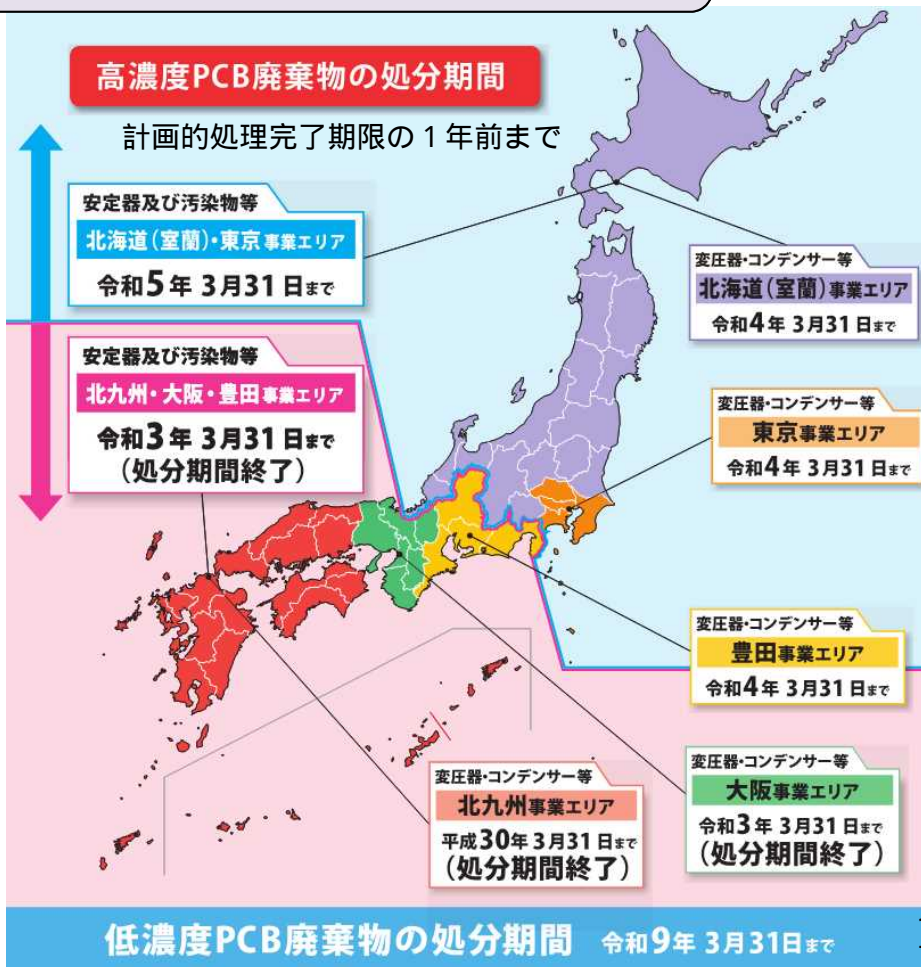 高濃度PCB廃棄物の処分期間
計画的処理完了期限の1年前まで
安定器及び汚染物等
北海道(室蘭)・東京事業エリア
令和5年 3月31日まで
安定器及び汚染物等
北九州・大阪・豊田事業エリア
令和3年 3月31日まで
(処分期間終了)
変圧器・コンデンサー等
北海道(室蘭)事業エリア
令和4年 3月31日まで
変圧器・コンデンサー等
東京事業エリア
令和4年 3月31日まで
変圧器・コンデンサー等
豊田事業エリア
令和4年 3月31日まで
変圧器・コンデンサー等
大阪事業エリア
令和3年 3月31日まで
(処分期間終了)
変圧器・コンデンサー等
北九州事業エリア
平成30年 3月31日まで
(処分期間終了)
低濃度PCB廃棄物の処分期間 令和9年 3月31日まで